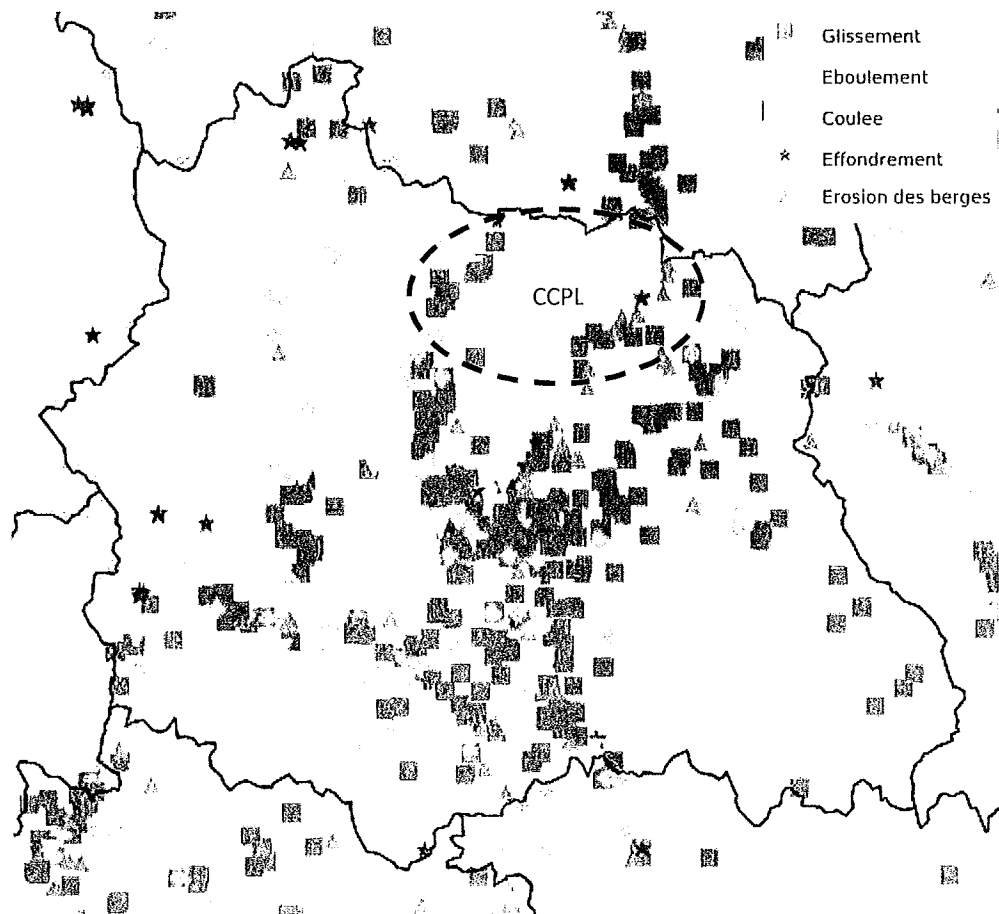 Glissement
Eboulement
Coulee
Effondrement
Erosion des berges
CCPL